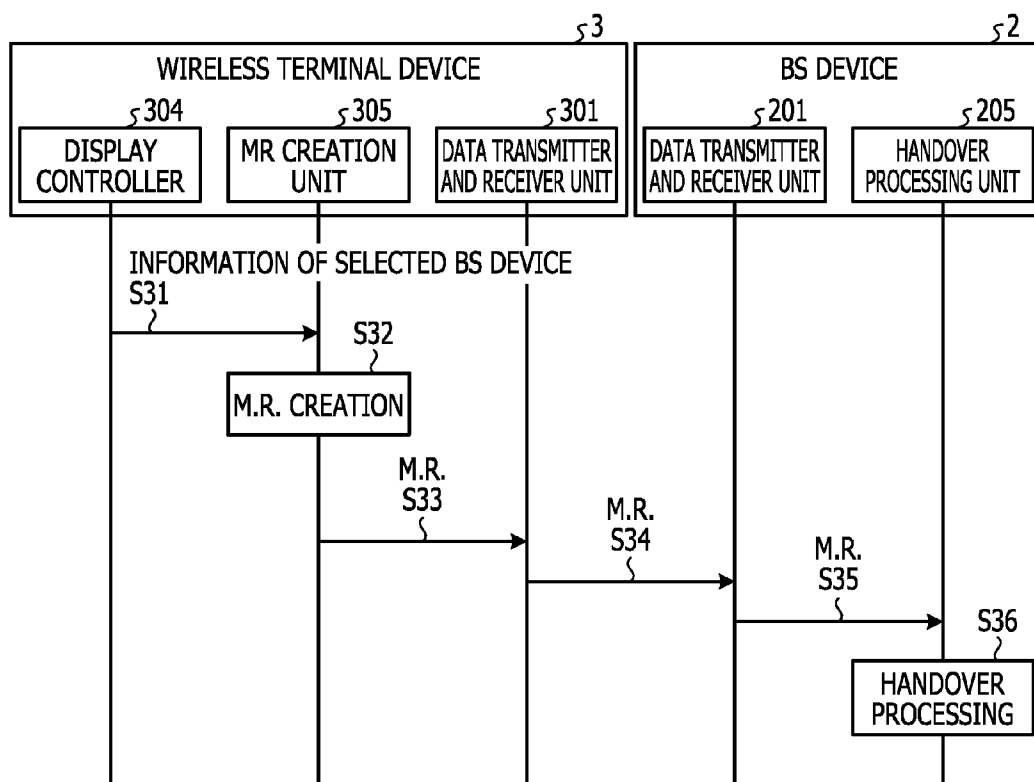 3
2
WIRELESS TERMINAL DEVICE
BS DEVICE
304
305
301
201
205
DISPLAY
CONTROLLER
MR CREATION
UNIT
DATA TRANSMITTER
AND RECEIVER UNIT
DATA TRANSMITTER
AND RECEIVER UNIT
HANDOVER
PROCESSING UNIT
INFORMATION OF SELECTED BS DEVICE
S31
S32
M.R. CREATION
M.R.
S33
M.R.
S34
M.R.
S35
S36
HANDOVER
PROCESSING